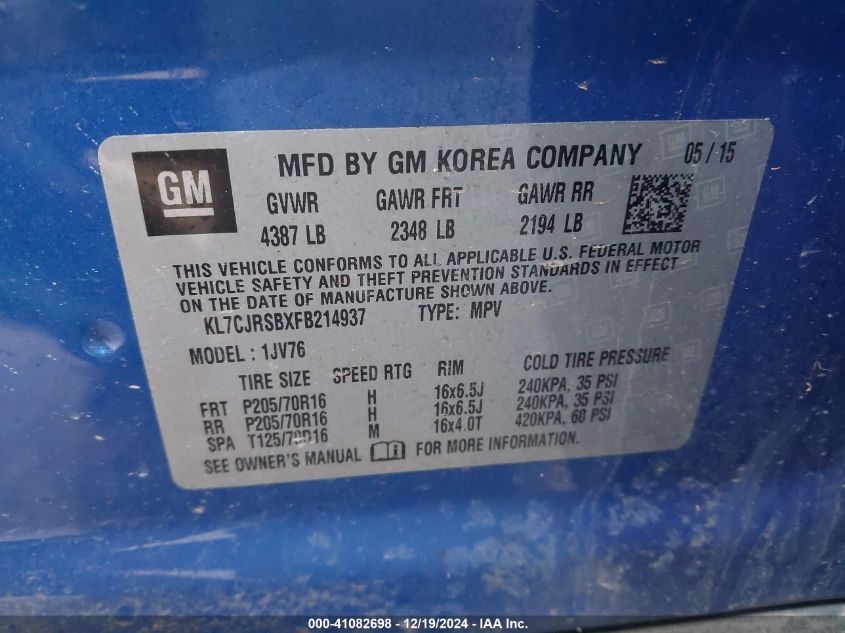 GM
MFD BY GM KOREA COMPANY 05/15
GVWR GAWR FRT GAWR RR
4387 LB 2348 LB 2194 LB
THIS VEHICLE CONFORMS TO ALL APPLICABLE U.S. FEDERAL MOTOR
VEHICLE SAFETY AND THEFT PREVENTION STANDARDS IN EFFECT
ON THE DATE OF MANUFACTURE SHOWN ABOVE.
KL7CJRSBXFB214937 TYPE: MPV
MODEL: 1JV76
TIRE SIZE SPEED RTG RIM COLD TIRE PRESSURE
FRT P205/70R16 H 16x6.5J 240KPA, 35 PSI
RR P205/70R16 H 16x6.5J 240KPA, 35 PSI
SPA T125/70R16 M 16x4.0T 420KPA, 60 PSI
SEE OWNER'S MANUAL FOR MORE INFORMATION.
000-41082698 - 12/19/2024 - IAAI.com